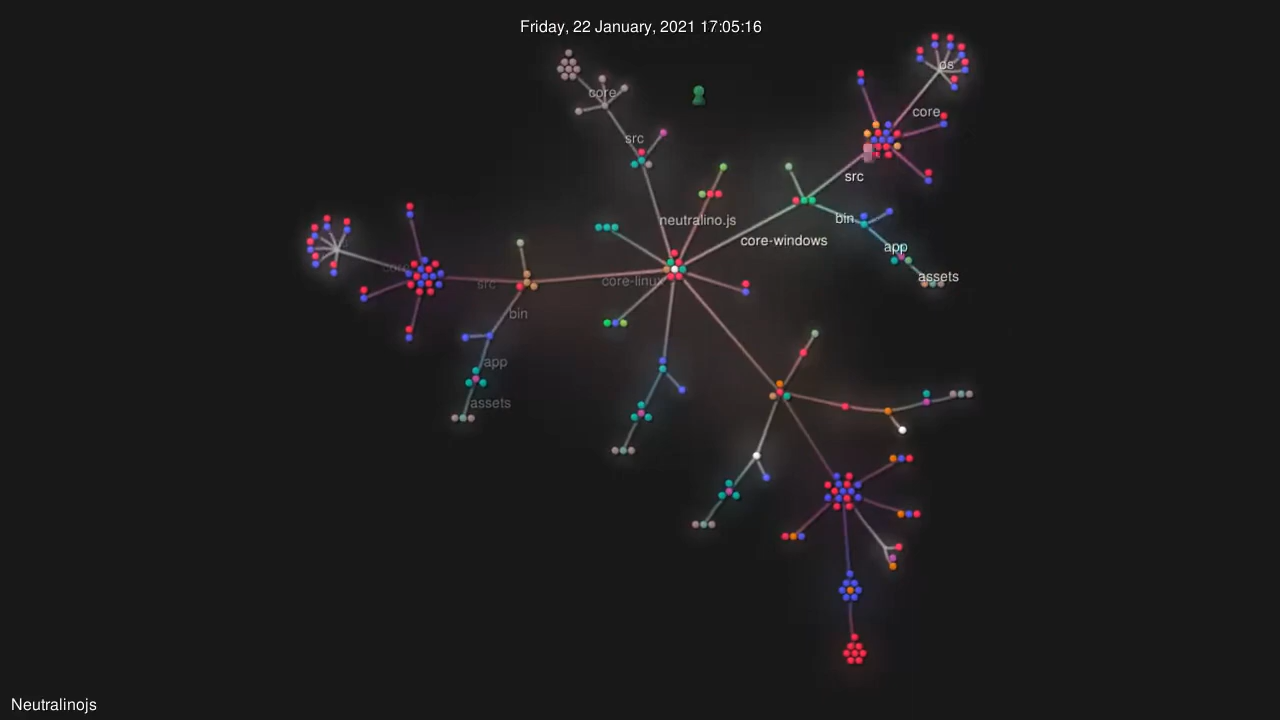 Friday, 22 January, 2021 17:05:16
os
core
core
src
src
neutralino.js
bin
core-windows
app
core
assets
src
core-linux
bin
app
assets
Neutralinojs